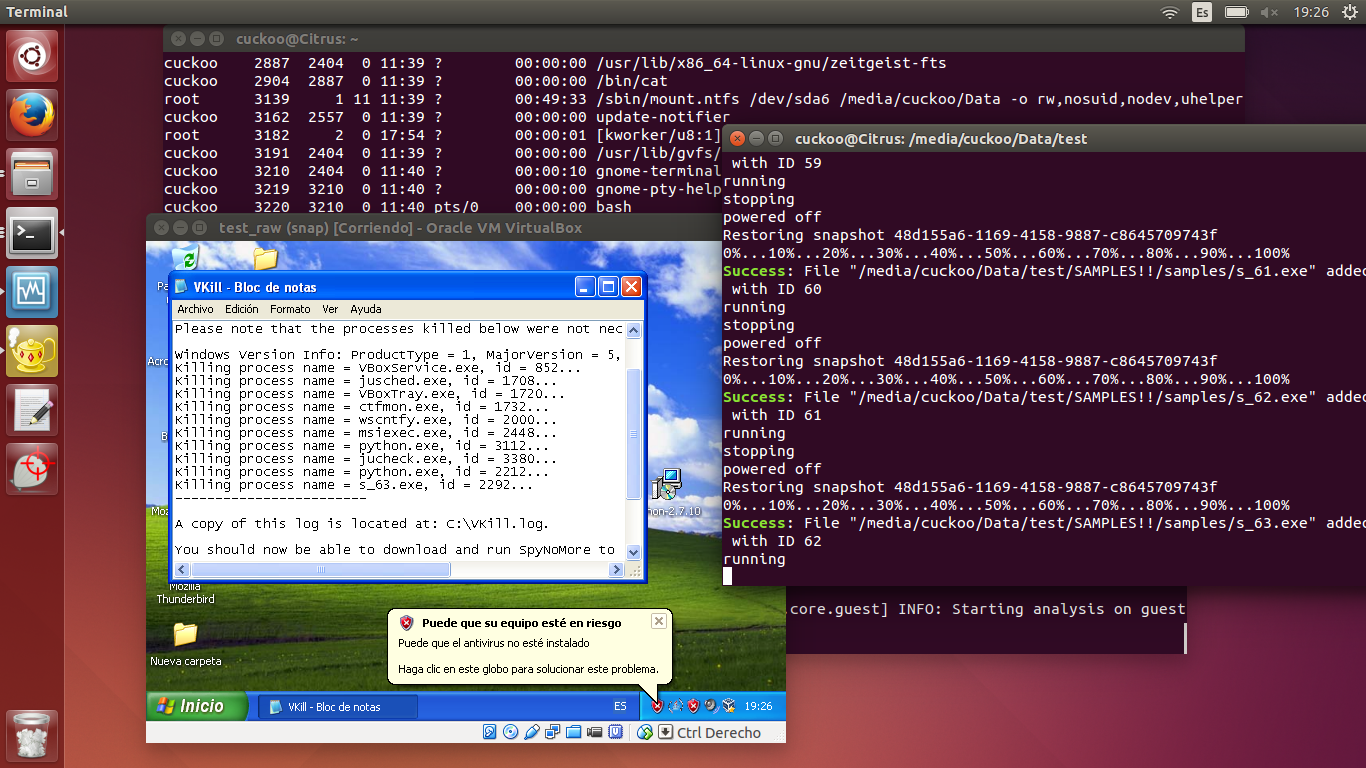 Terminal
Es
19:26
cuckoo@Citrus: ~
cuckoo 2887 2404 0 11:39 ? 00:00:00 /usr/lib/x86_64-linux-gnu/zeitgeist-fts
cuckoo 2904 2887 0 11:39 ? 00:00:00 /bin/cat
root 3139 1 11 11:39 ? 00:49:33 /sbin/mount.ntfs /dev/sda6 /media/cuckoo/Data -o rw,nosuid,nodev,uhelper
cuckoo 3162 2557 0 11:39 ? 00:00:00 update-notifier
root 3182 2 0 17:54 ? 00:00:01 [kworker/u8:1]
cuckoo 3191 2404 0 11:39 ? 00:00:00 /usr/lib/gvfs/
cuckoo 3210 2404 0 11:40 ? 00:00:10 gnome-terminal
cuckoo 3219 3210 0 11:40 ? 00:00:00 gnome-pty-help
cuckoo 3220 3210 0 11:40 pts/0 00:00:00 bash
cuckoo@Citrus: /media/cuckoo/Data/test
with ID 59
running
stopping
powered off
Restoring snapshot 48d155a6-1169-4158-9887-c8645709743f
0%...10%...20%...30%...40%...50%...60%...70%...80%...90%...100%
Success: File "/media/cuckoo/Data/test/SAMPLES!!/samples/s_61.exe" added
with ID 60
running
stopping
powered off
Restoring snapshot 48d155a6-1169-4158-9887-c8645709743f
0%...10%...20%...30%...40%...50%...60%...70%...80%...90%...100%
Success: File "/media/cuckoo/Data/test/SAMPLES!!/samples/s_62.exe" added
with ID 61
running
stopping
powered off
Restoring snapshot 48d155a6-1169-4158-9887-c8645709743f
0%...10%...20%...30%...40%...50%...60%...70%...80%...90%...100%
Success: File "/media/cuckoo/Data/test/SAMPLES!!/samples/s_63.exe" added
with ID 62
running
.core.guest] INFO: Starting analysis on guest
test_raw (snap) [Corriendo] - Oracle VM VirtualBox
VKill - Bloc de notas
Archivo Edición Formato Ver Ayuda
Please note that the processes killed below were not nec
Windows Version Info: ProductType = 1, MajorVersion = 5,
Killing process name = VBoxService.exe, id = 852...
Killing process name = jusched.exe, id = 1708...
Killing process name = VBoxTray.exe, id = 1720...
Killing process name = ctfmon.exe, id = 1732...
Killing process name = wscntfy.exe, id = 2000...
Killing process name = msiexec.exe, id = 2448...
Killing process name = python.exe, id = 3112...
Killing process name = jucheck.exe, id = 3380...
Killing process name = python.exe, id = 2212...
Killing process name = s_63.exe, id = 2292...
------------------------
A copy of this log is located at: C:\VKill.log.
You should now be able to download and run SpyNoMore to
Pa
Acro
B
Moz
hon-2.7.10
Mozilla
Thunderbird
Nueva carpeta
Puede que su equipo esté en riesgo
Puede que el antivirus no esté instalado
Haga clic en este globo para solucionar este problema.
Inicio
VKill - Bloc de notas
ES
19:26
Ctrl Derecho